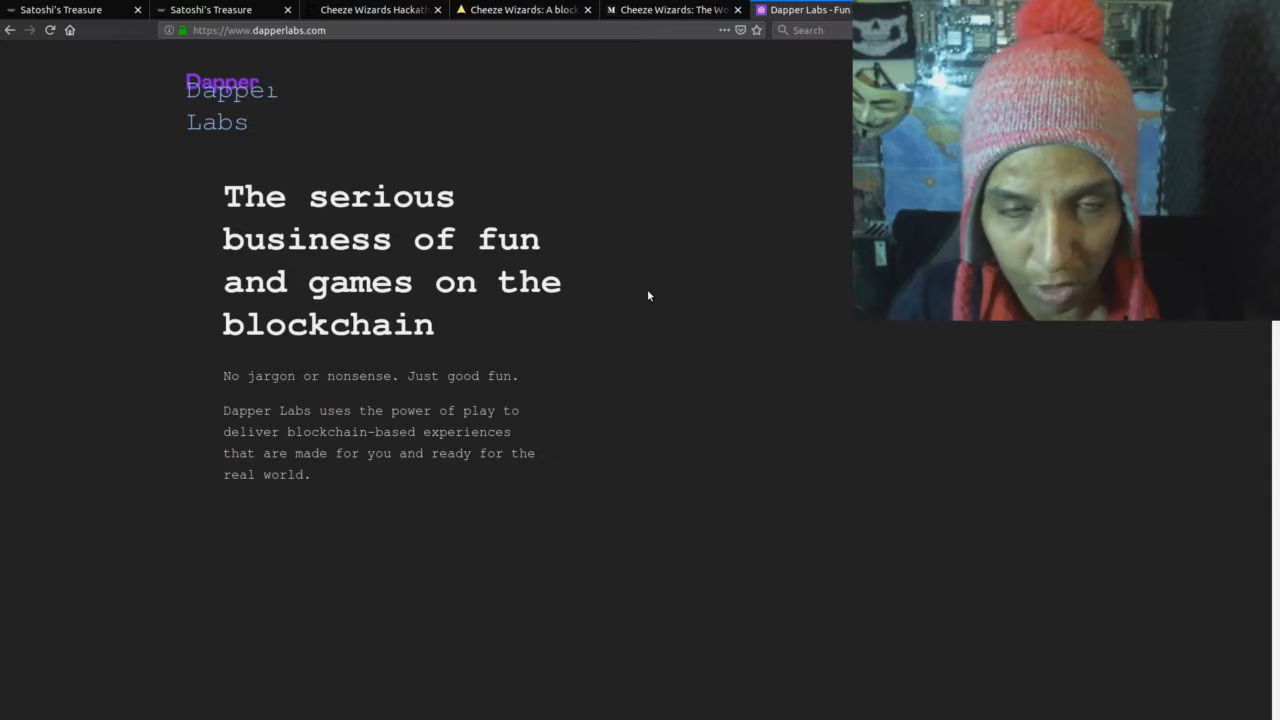 Satoshi's Treasure
Satoshi's Treasure
Cheeze Wizards Hackath
Cheeze Wizards: A block
Cheeze Wizards: The Wo
Dapper Labs - Fun
https://www.dapperlabs.com
Search
Dapper
Dapper
Labs
The serious
business of fun
and games on the
blockchain
No jargon or nonsense. Just good fun.
Dapper Labs uses the power of play to
deliver blockchain-based experiences
that are made for you and ready for the
real world.